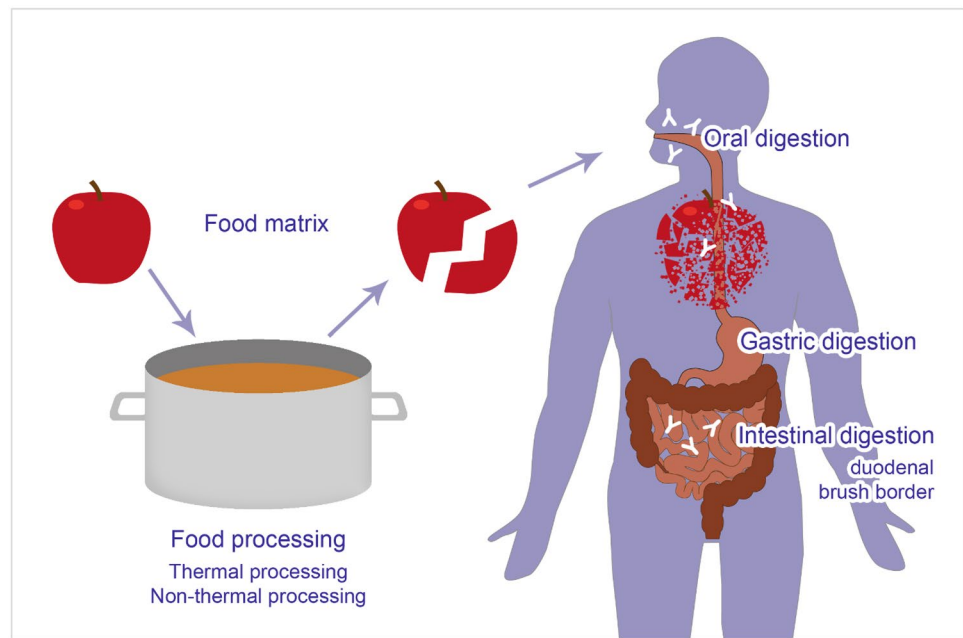 Food matrix
Food processing
Thermal processing
Non-thermal processing
Oral digestion
Gastric digestion
Intestinal digestion
duodenal
brush border